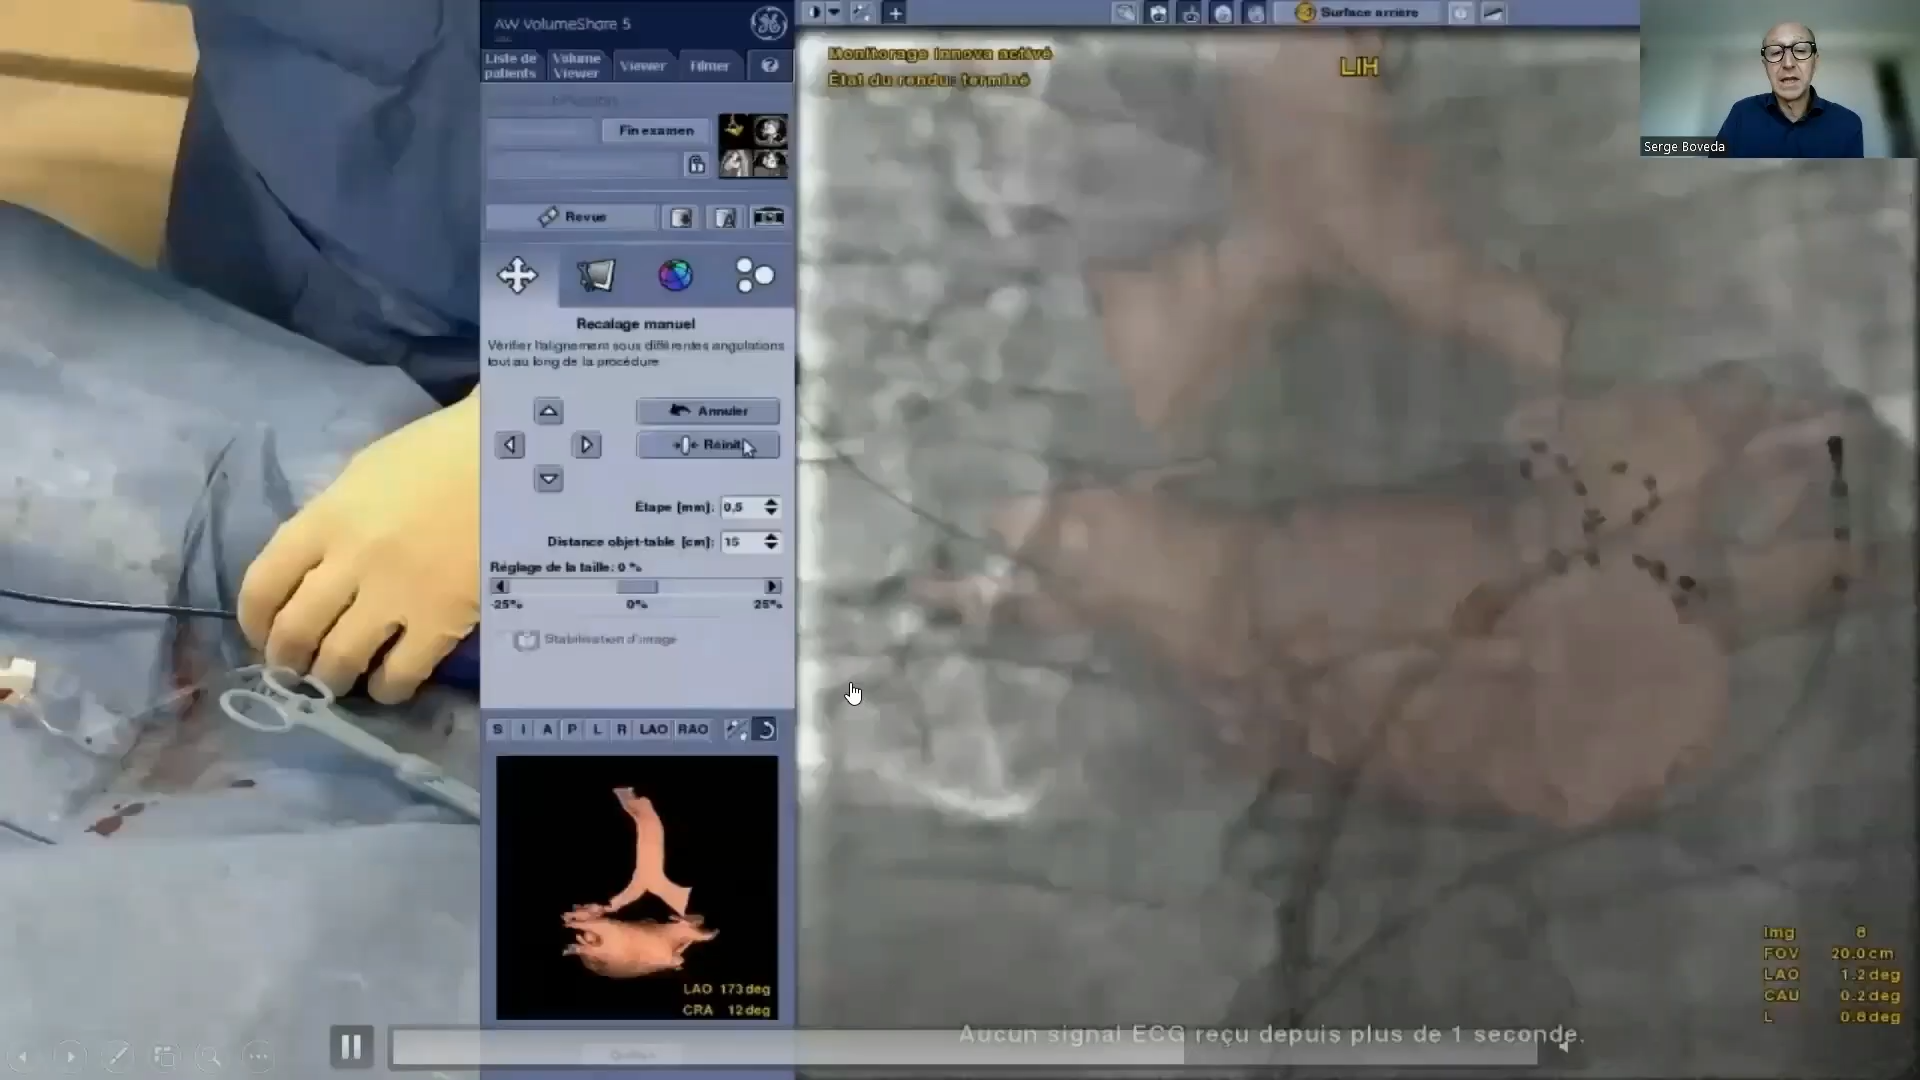 AW VolumeShare 5
Liste de patients
Volume Viewer
Viewer
Filmer
?
Fin examen
Revue
Recalage manuel
Vérifier l'alignement sous différentes angulations
tout au long de la procédure
Annuler
Réinit
Étape [mm]: 0,5
Distance objet-table [cm]: 15
Réglage de la taille: 0 %
-25% 0% 25%
Stabilisation d'image
S I A P L R LAO RAO
LAO 173 deg
CRA 12 deg
Surface arrière
Monitorage Innova activé
État du rendu: terminé
LIH
Serge Boveda
Img 8
FOV 20.0 cm
LAO 1.2 deg
CAU 0.2 deg
L 0.8 deg
Aucun signal ECG reçu depuis plus de 1 seconde.